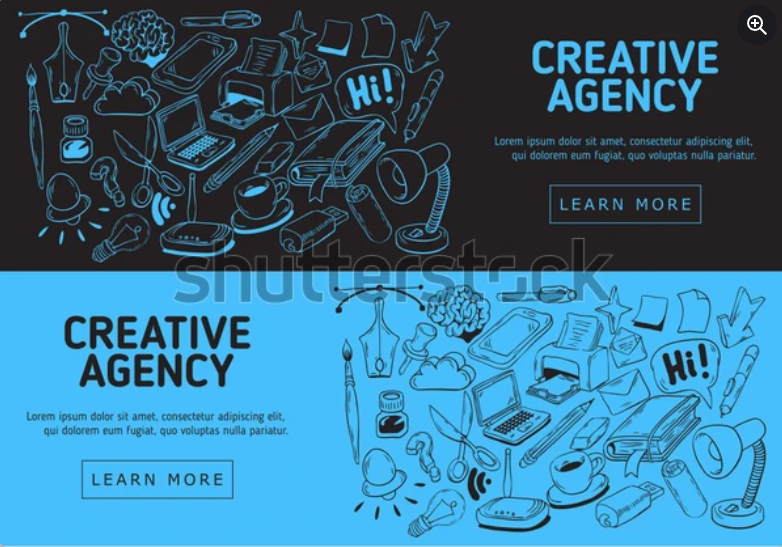 Hi!
CREATIVE
AGENCY
Lorem ipsum dolor sit amet, consectetur adipiscing elit,
qui dolorem eum fugiat, quo voluptas nulla pariatur.
LEARN MORE
shutterstock
CREATIVE
AGENCY
Lorem ipsum dolor sit amet, consectetur adipiscing elit,
qui dolorem eum fugiat, quo voluptas nulla pariatur.
LEARN MORE
Hi!